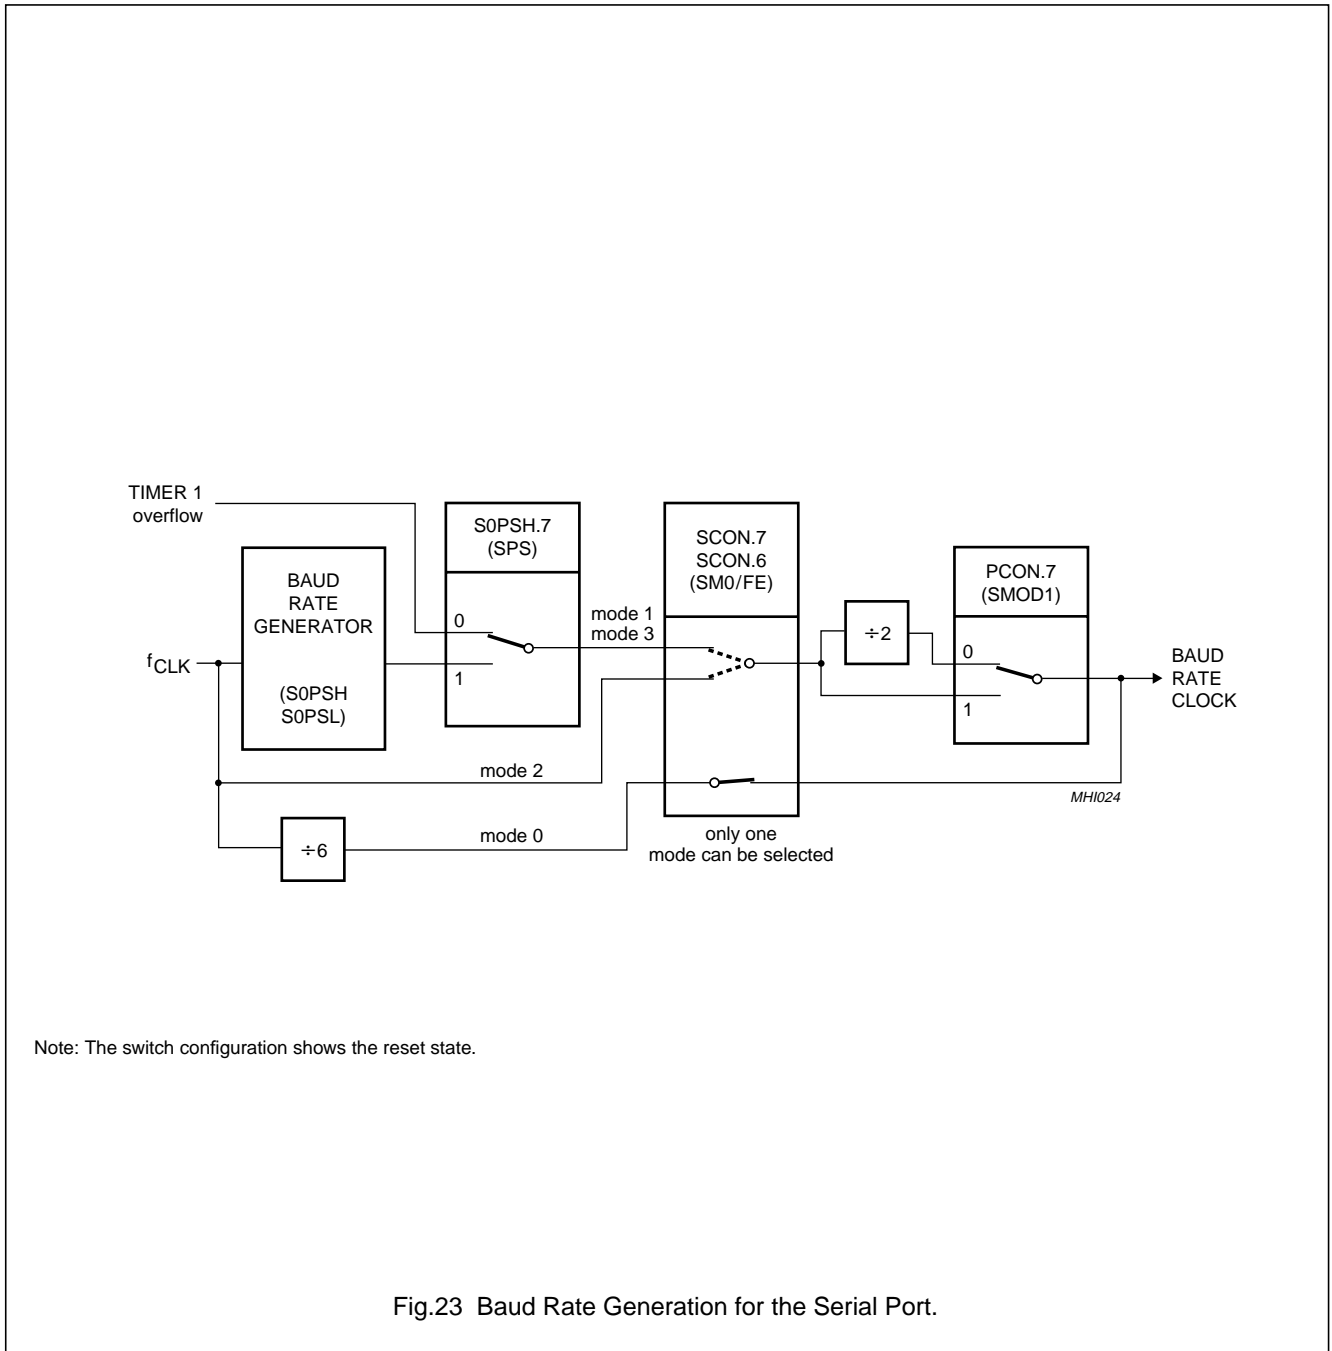 TIMER 1
overflow
S0PSH.7
(SPS)
SCON.7
SCON.6
(SM0/FE)
PCON.7
(SMOD1)
BAUD
RATE
GENERATOR
(S0PSH
S0PSL)
fCLK
0
1
mode 1
mode 3
÷2
0
1
BAUD
RATE
CLOCK
mode 2
MHI024
÷6
mode 0
only one
mode can be selected
Note: The switch configuration shows the reset state.
Fig.23 Baud Rate Generation for the Serial Port.